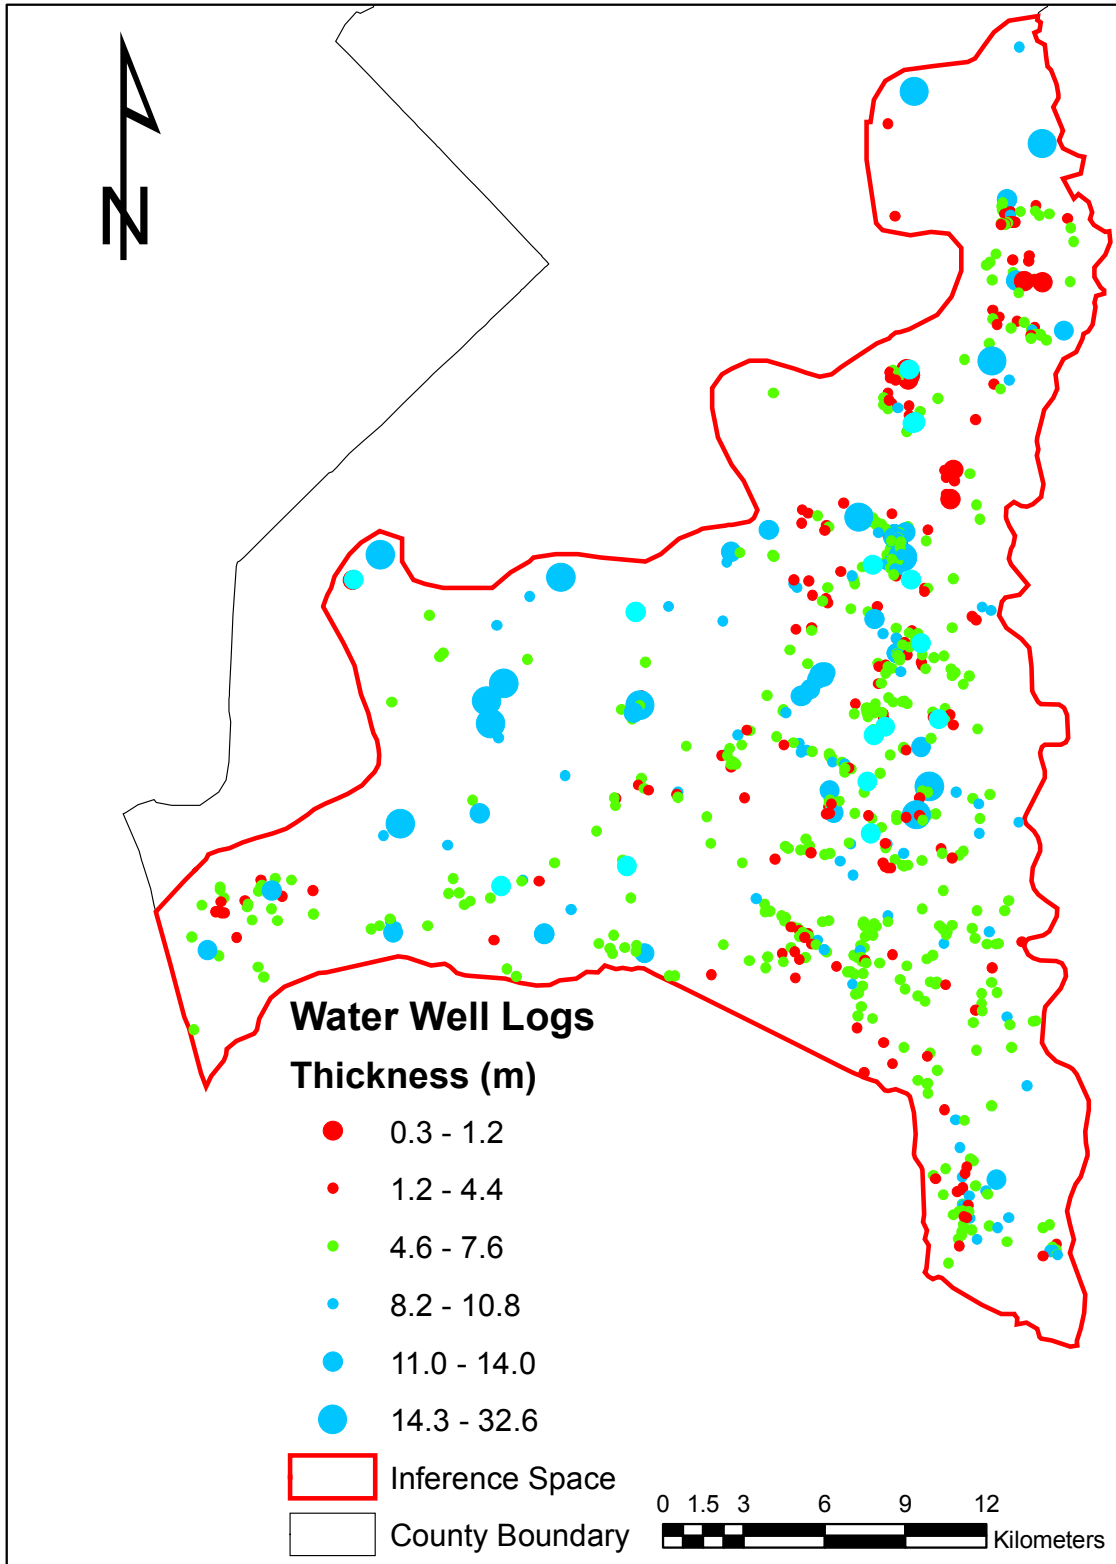 N
Water Well Logs
Thickness (m)
0.3 - 1.2
1.2 - 4.4
4.6 - 7.6
8.2 - 10.8
11.0 - 14.0
14.3 - 32.6
Inference Space
County Boundary
0 1.5 3 6 9 12
Kilometers